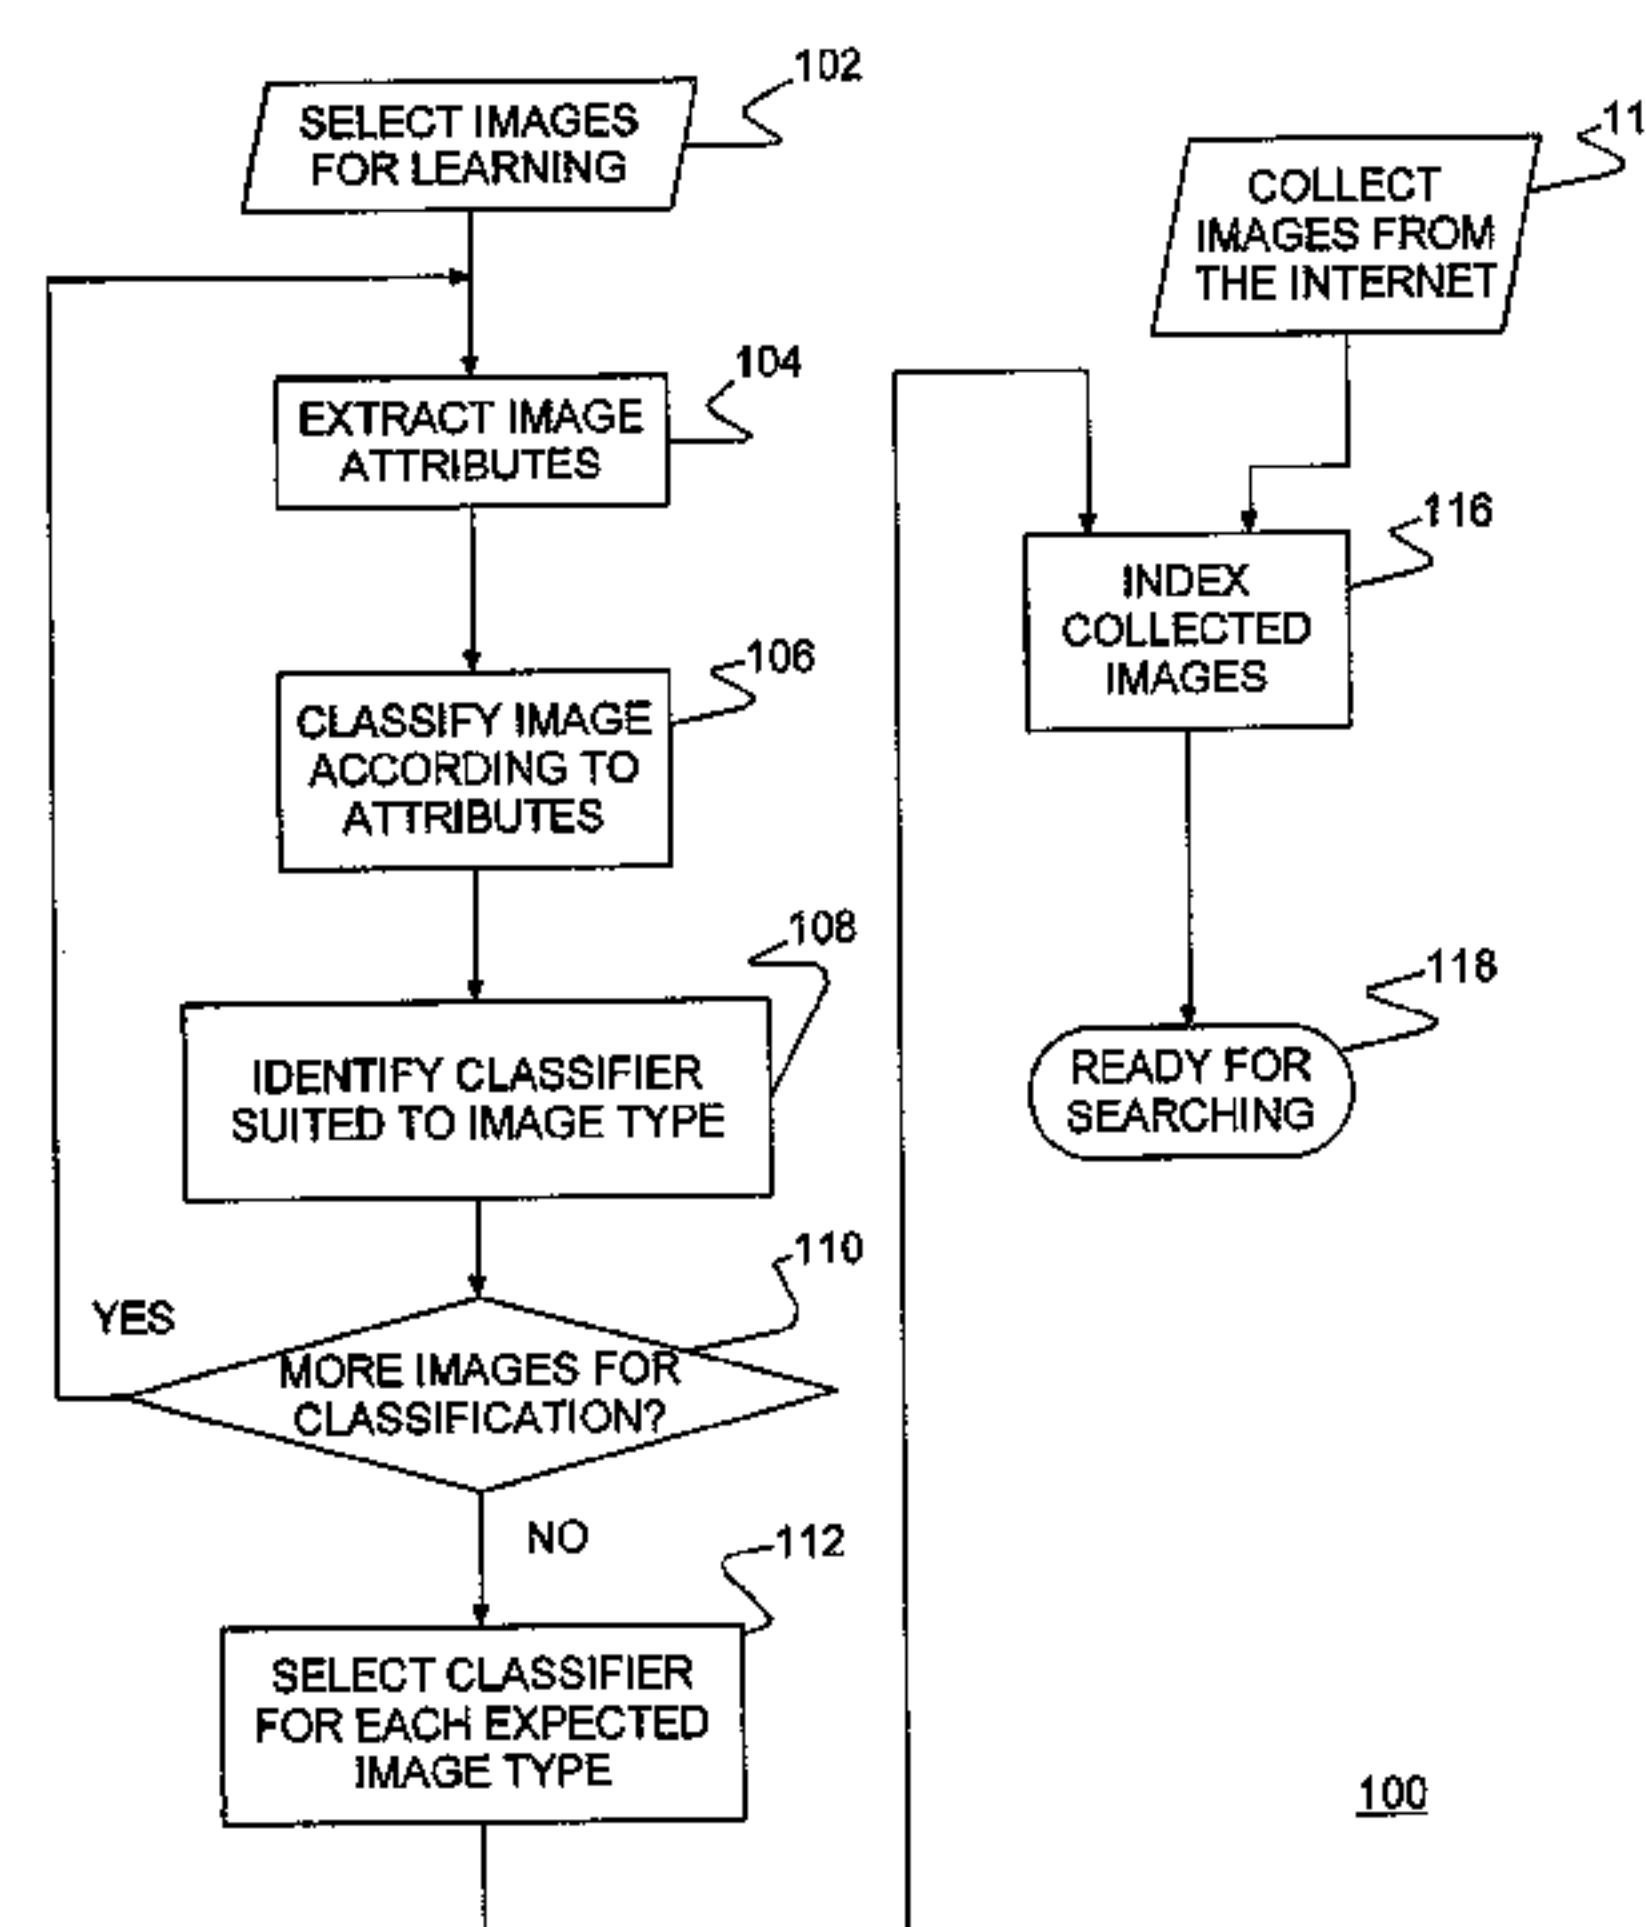 102
SELECT IMAGES
FOR LEARNING
104
EXTRACT IMAGE
ATTRIBUTES
106
CLASSIFY IMAGE
ACCORDING TO
ATTRIBUTES
108
IDENTIFY CLASSIFIER
SUITED TO IMAGE TYPE
110
YES
MORE IMAGES FOR
CLASSIFICATION?
NO
112
SELECT CLASSIFIER
FOR EACH EXPECTED
IMAGE TYPE
11
COLLECT
IMAGES FROM
THE INTERNET
116
INDEX
COLLECTED
IMAGES
118
READY FOR
SEARCHING
100